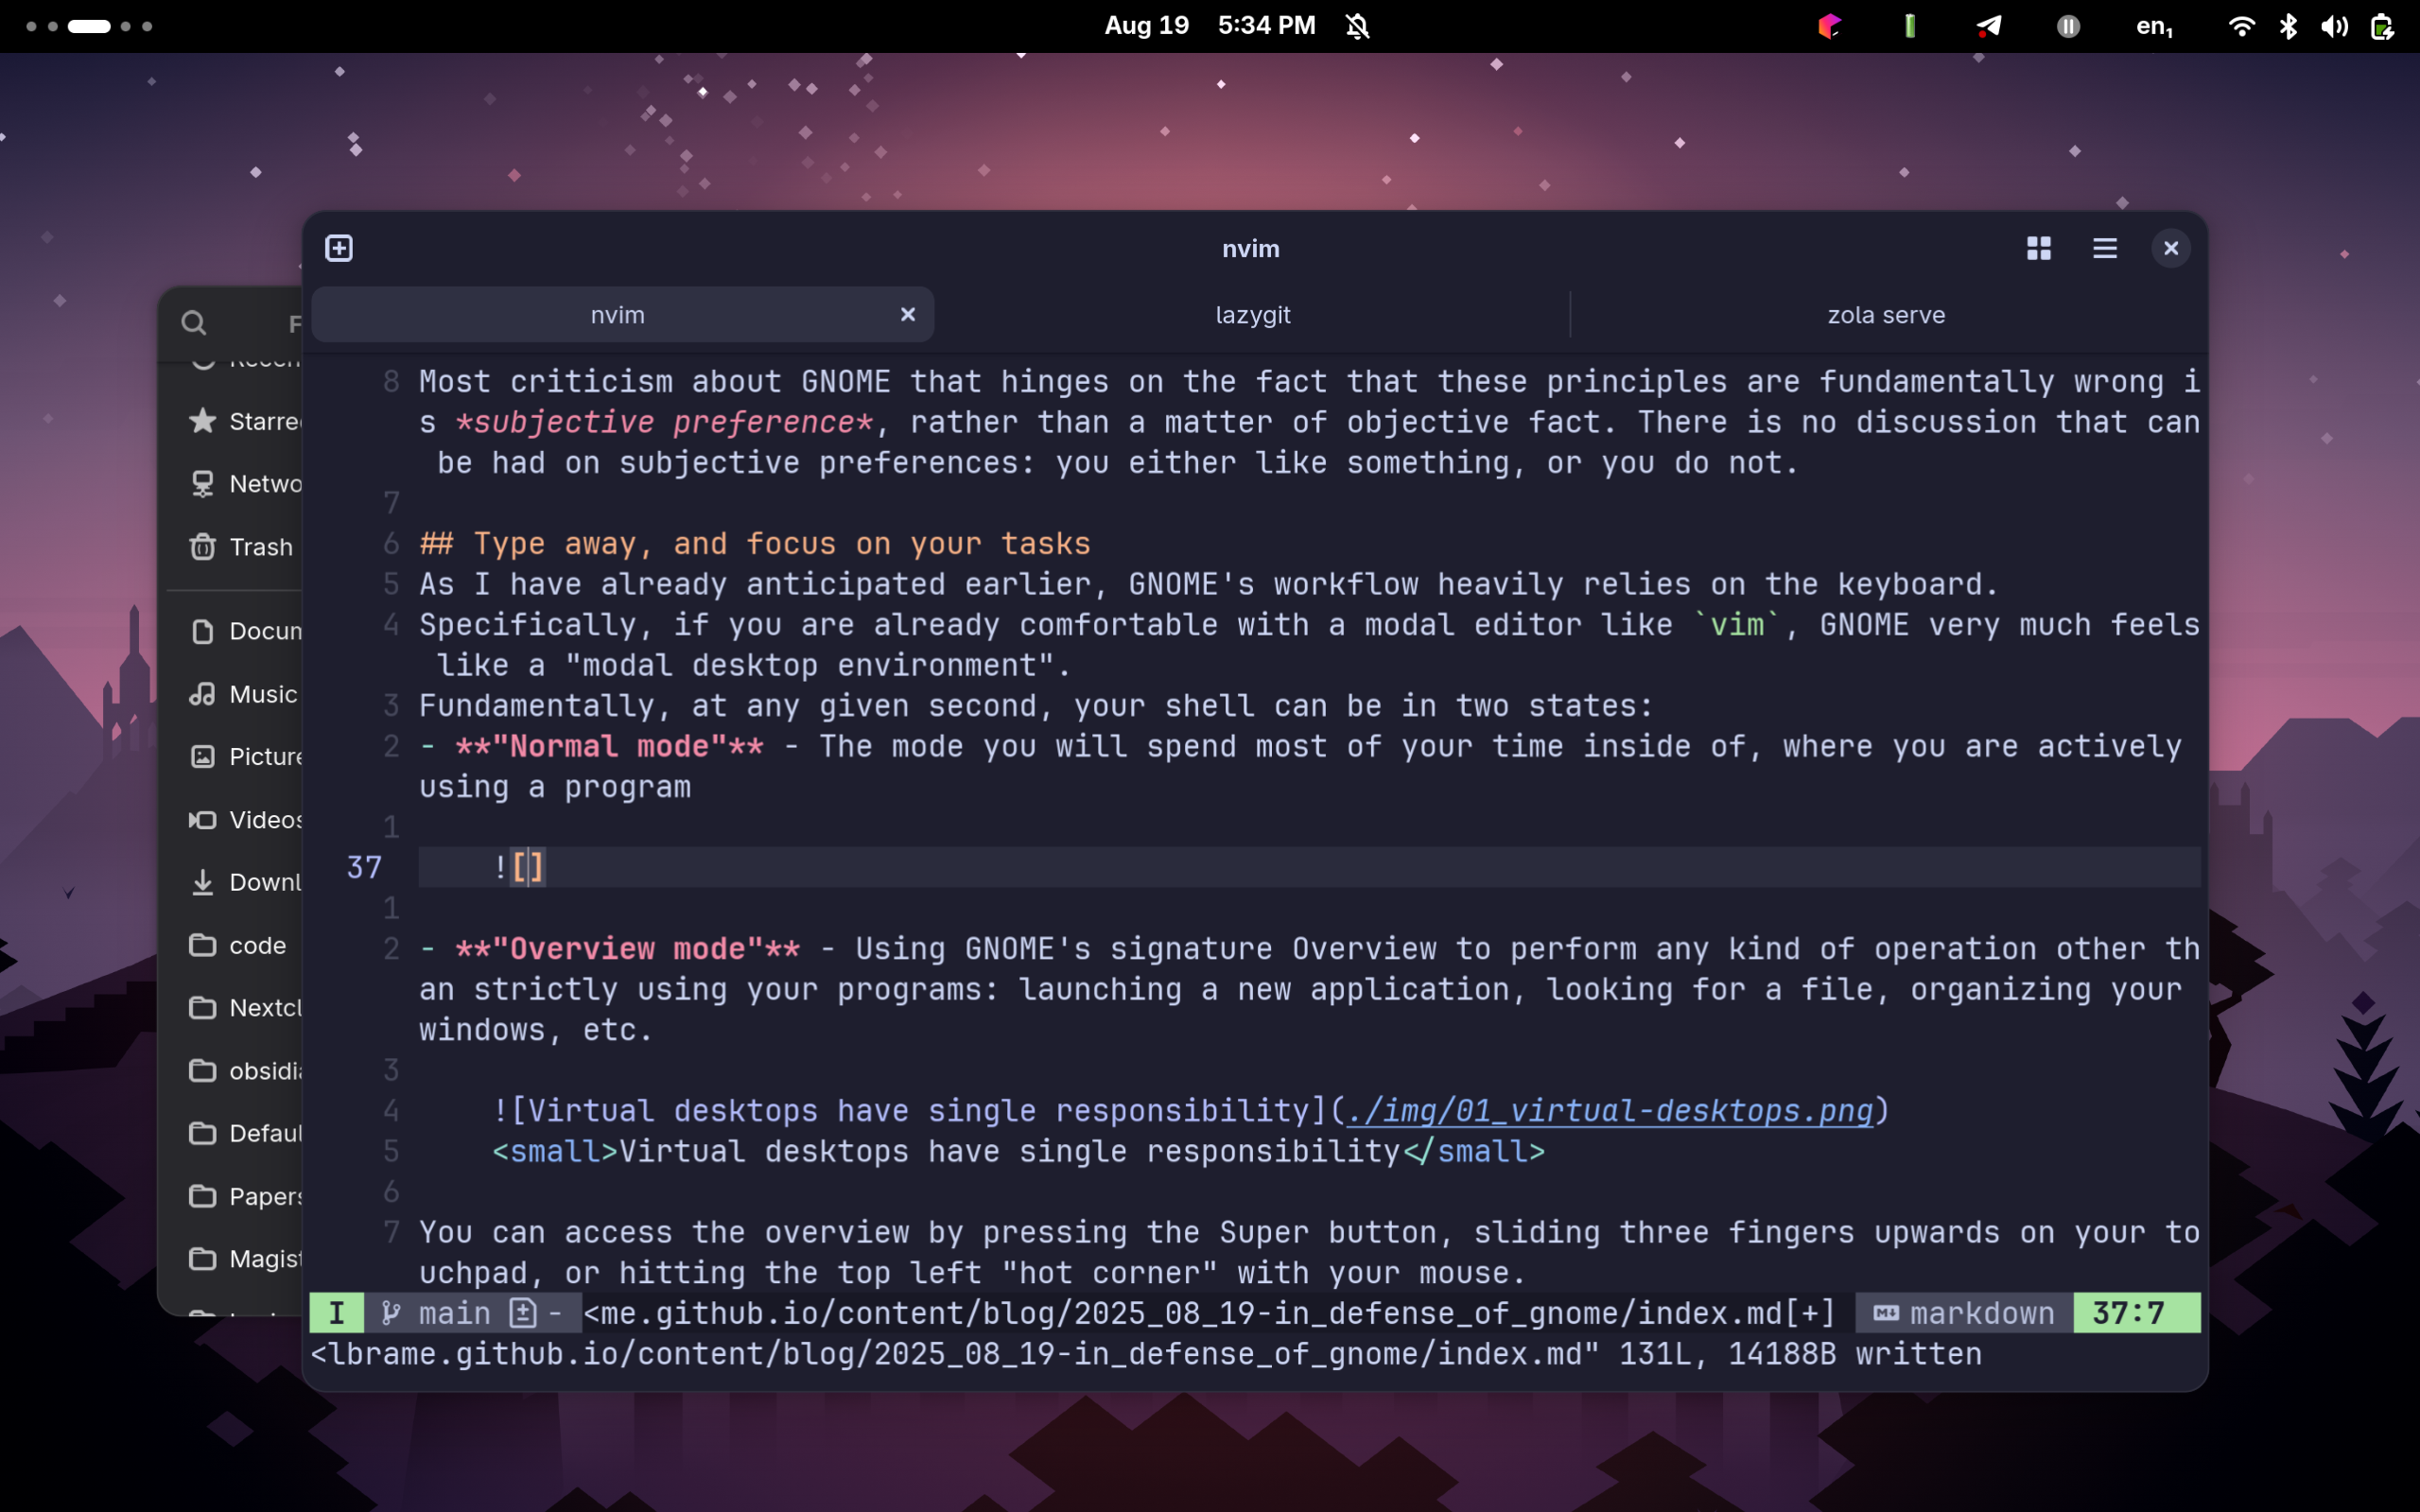 Aug 19 5:34 PM
en₁
nvim
nvim lazygit zola serve
Starre
Netwo
Trash
Docum
Music
Picture
Videos
Downl
code
Nextcl
obsidia
Defaul
Papers
Magist
8 Most criticism about GNOME that hinges on the fact that these principles are fundamentally wrong i
s *subjective preference*, rather than a matter of objective fact. There is no discussion that can
be had on subjective preferences: you either like something, or you do not.
7
6 ## Type away, and focus on your tasks
5 As I have already anticipated earlier, GNOME's workflow heavily relies on the keyboard.
4 Specifically, if you are already comfortable with a modal editor like `vim`, GNOME very much feels
like a "modal desktop environment".
3 Fundamentally, at any given second, your shell can be in two states:
2 - **"Normal mode"** - The mode you will spend most of your time inside of, where you are actively
using a program
1
37 ![]
1
2 - **"Overview mode"** - Using GNOME's signature Overview to perform any kind of operation other th
an strictly using your programs: launching a new application, looking for a file, organizing your
windows, etc.
3
4 ![Virtual desktops have single responsibility](./img/01_virtual-desktops.png)
5 <small>Virtual desktops have single responsibility</small>
6
7 You can access the overview by pressing the Super button, sliding three fingers upwards on your to
uchpad, or hitting the top left "hot corner" with your mouse.
I main - <me.github.io/content/blog/2025_08_19-in_defense_of_gnome/index.md[+] markdown 37:7
<lbrame.github.io/content/blog/2025_08_19-in_defense_of_gnome/index.md" 131L, 14188B written